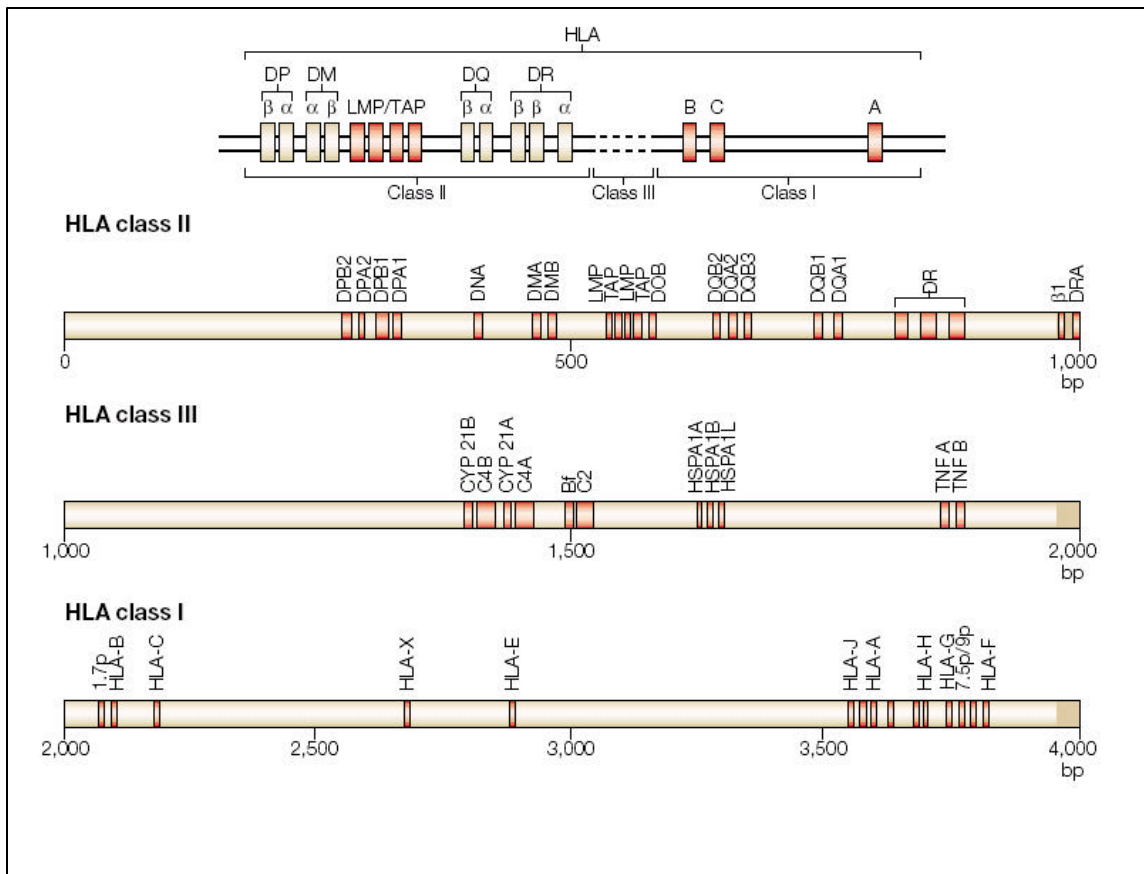 HLA
DP DM DQ DR
β α α β LMP/TAP β α β β α B C A
Class II Class III Class I
HLA class II
DPB2 DPA2 DPB1 DPA1 DNA DMA DMB LMP TAP LMP TAP DOB DQB2 DQA2 DQB3 DQB1 DQA1 DR β1 DRA
0 500 1,000
bp
HLA class III
CYP 21B C4B CYP 21A C4A Bf C2 HSPA1A HSPA1B HSPA1L TNF A TNF B
1,000 1,500 2,000
bp
HLA class I
1.7p HLA-B HLA-C HLA-X HLA-E HLA-J HLA-A HLA-H HLA-G 7.5p/9p HLA-F
2,000 2,500 3,000 3,500 4,000
bp